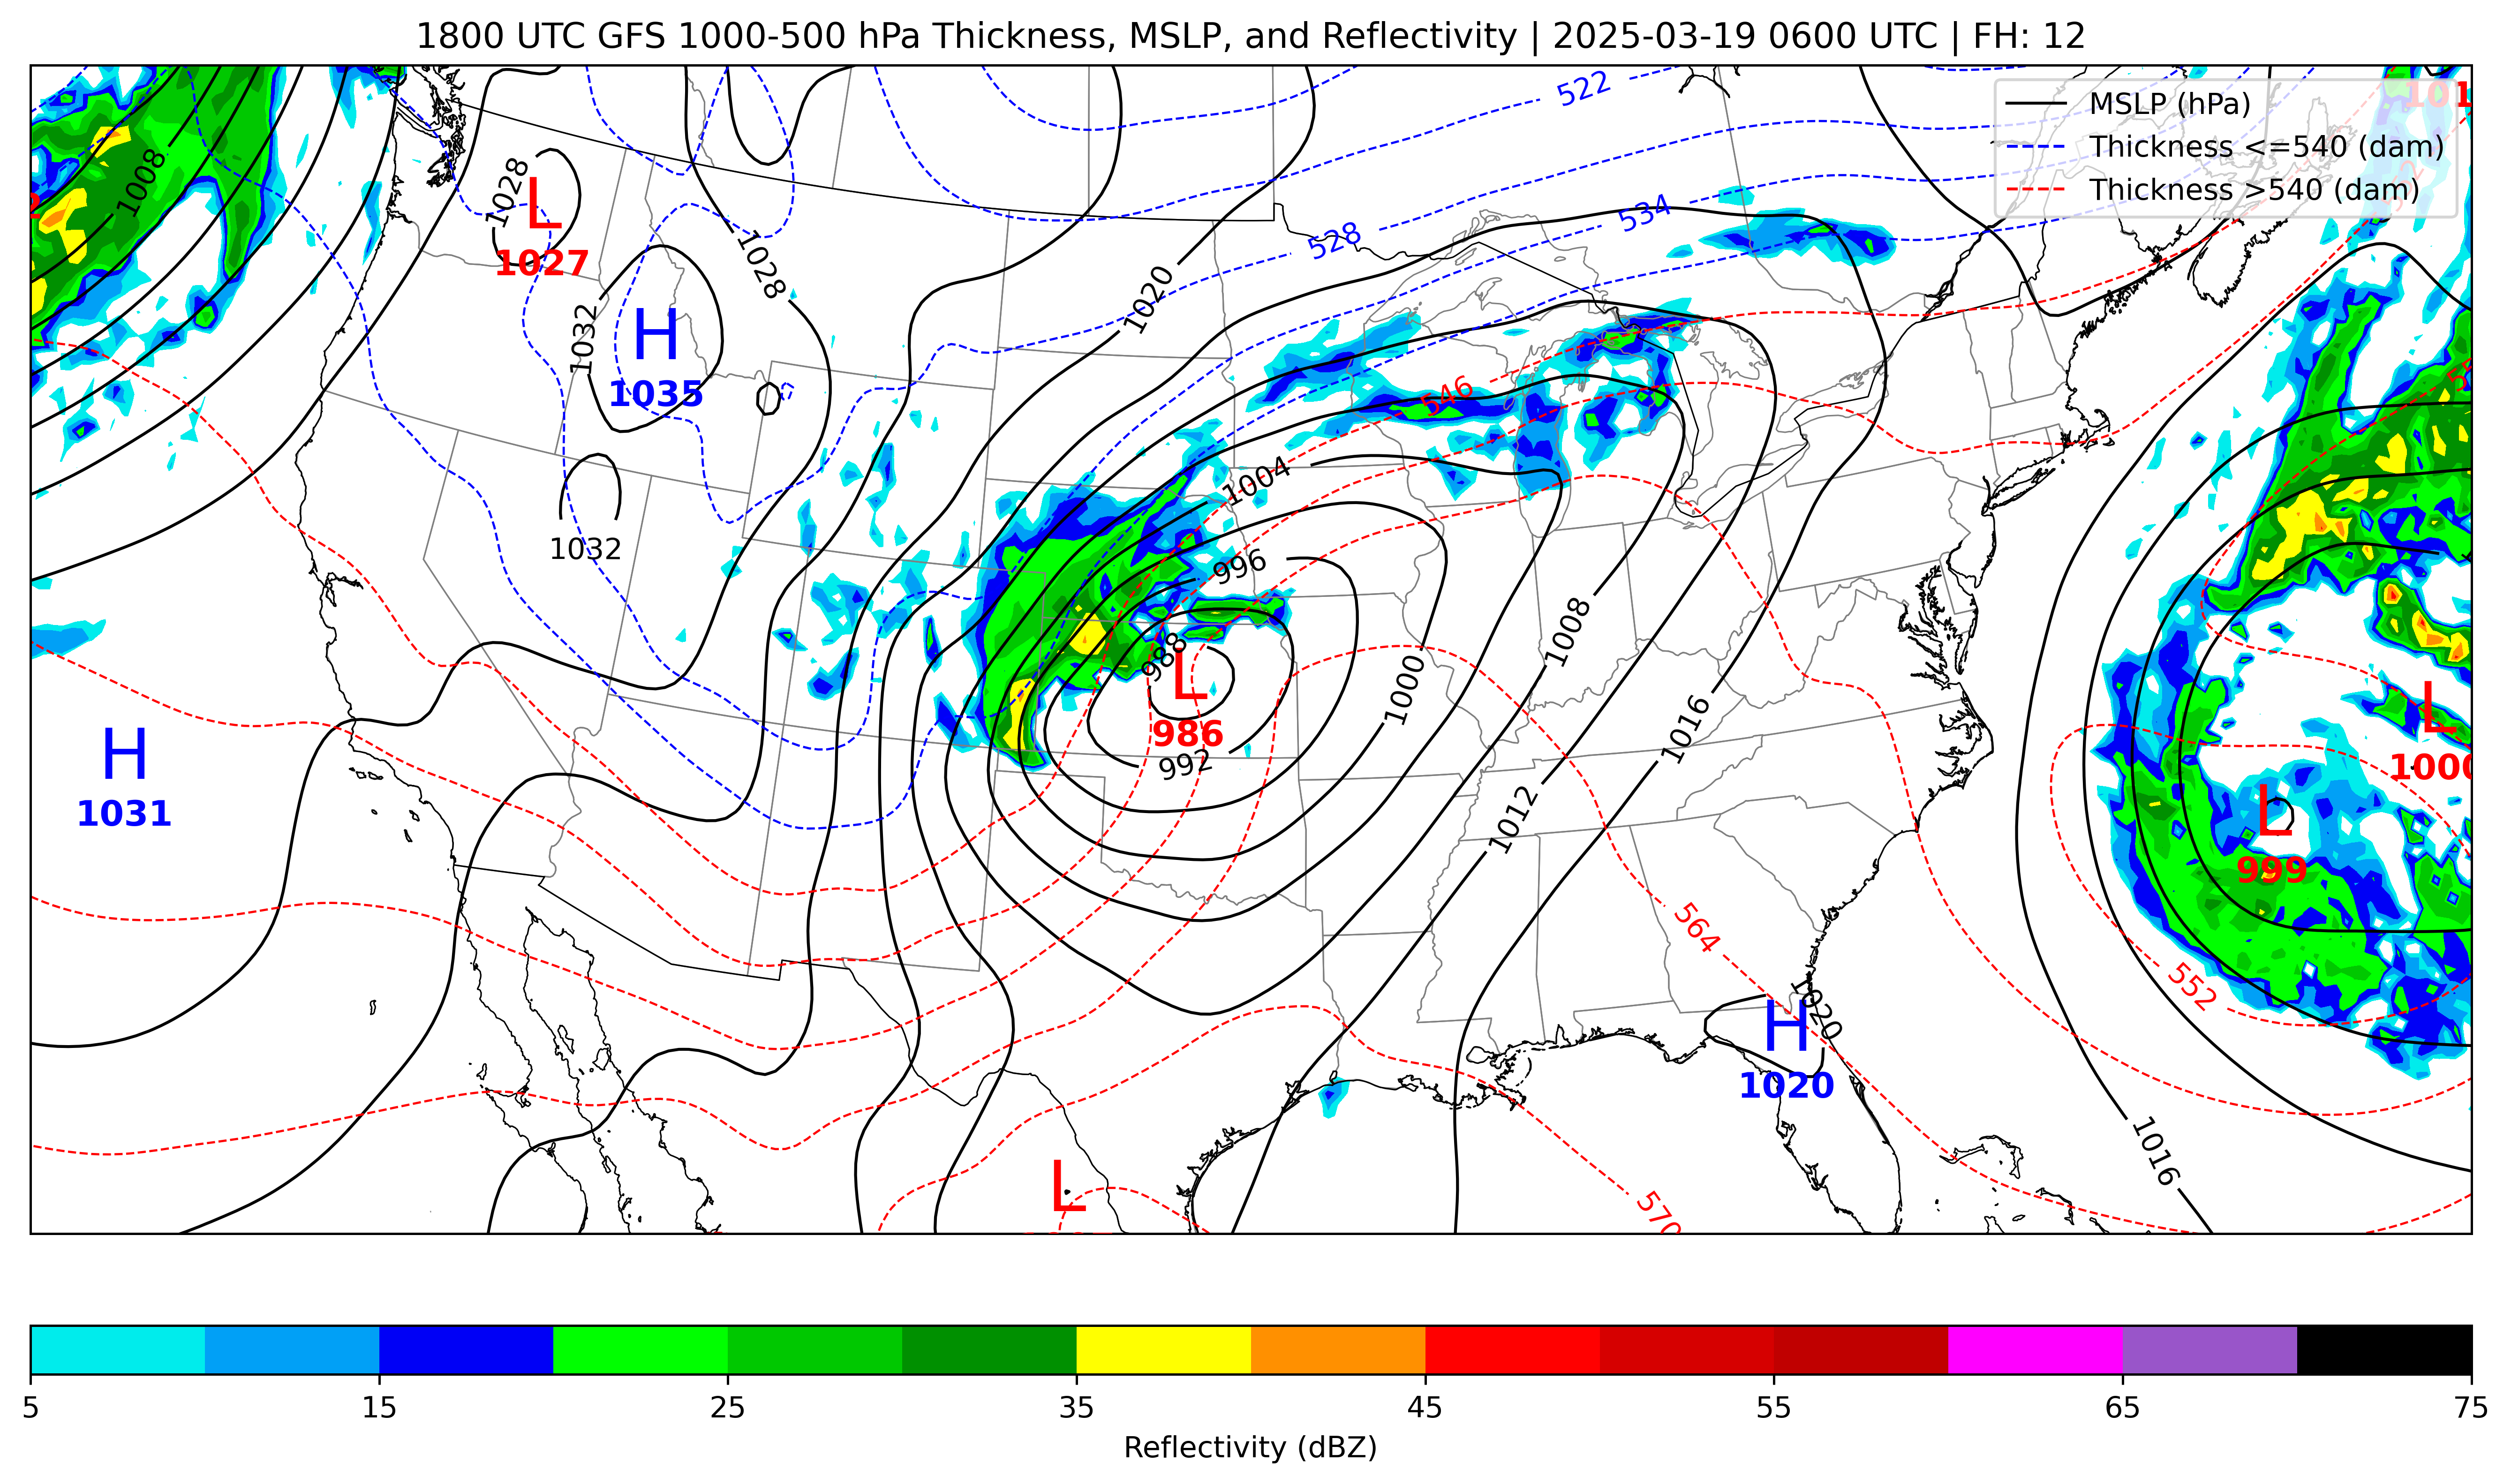 1800 UTC GFS 1000-500 hPa Thickness, MSLP, and Reflectivity | 2025-03-19 0600 UTC | FH: 12
MSLP (hPa)
Thickness <=540 (dam)
Thickness >540 (dam)
522
1008
1028
L
1027
534
528
1028
1020
1032
H
1035
546
1004
1032
996
988
L
986
992
1008
1000
1016
1012
H
1031
L
1000
L
999
564
552
1020
H
1020
1016
L
570
5
15
25
35
45
55
65
75
Reflectivity (dBZ)